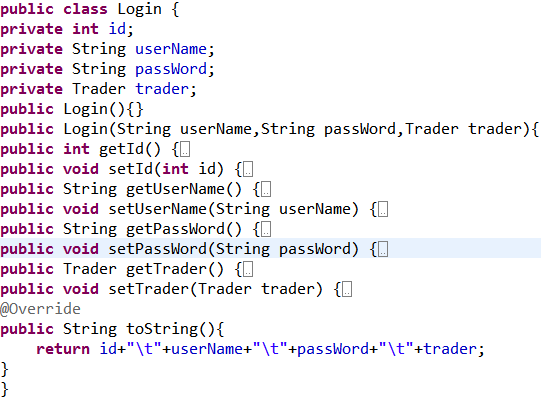 public class Login {
private int id;
private String userName;
private String passWord;
private Trader trader;
public Login(){}
public Login(String userName,String passWord,Trader trader){
public int getId() {
public void setId(int id) {
public String getUserName() {
public void setUserName(String userName) {
public String getPassWord() {
public void setPassWord(String passWord) {
public Trader getTrader() {
public void setTrader(Trader trader) {
@Override
public String toString(){
    return id+"\t"+userName+"\t"+passWord+"\t"+trader;
}
}